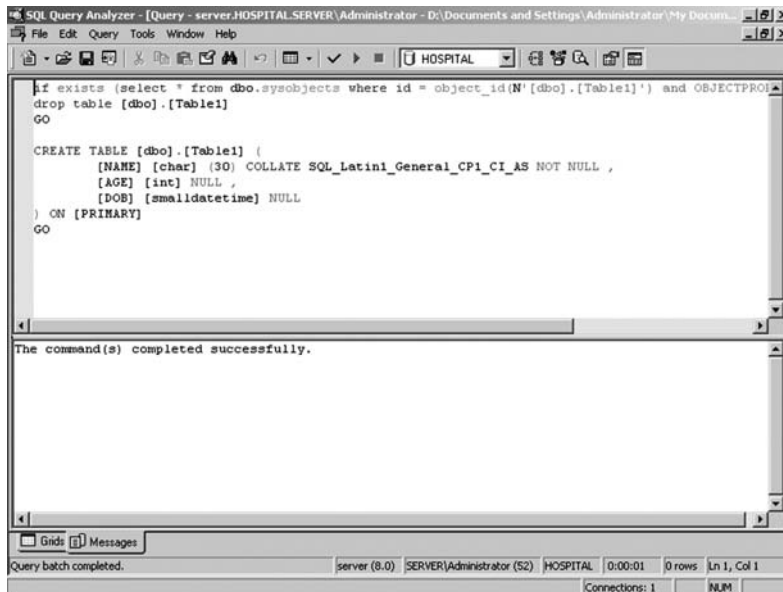 SQL Query Analyzer - [Query - server.HOSPITAL.SERVER\Administrator - D:\Documents and Settings\Administrator\My Docum...
File Edit Query Tools Window Help
HOSPITAL
if exists (select * from dbo.sysobjects where id = object_id(N'[dbo].[Table1]') and OBJECTPROP
drop table [dbo].[Table1]
GO
CREATE TABLE [dbo].[Table1] (
[NAME] [char] (30) COLLATE SQL_Latin1_General_CP1_CI_AS NOT NULL ,
[AGE] [int] NULL ,
[DOB] [smalldatetime] NULL
) ON [PRIMARY]
GO
The command(s) completed successfully.
Grids Messages
Query batch completed. server (8.0) SERVER\Administrator (52) HOSPITAL 0:00:01 0 rows Ln 1, Col 1
Connections: 1 NUM